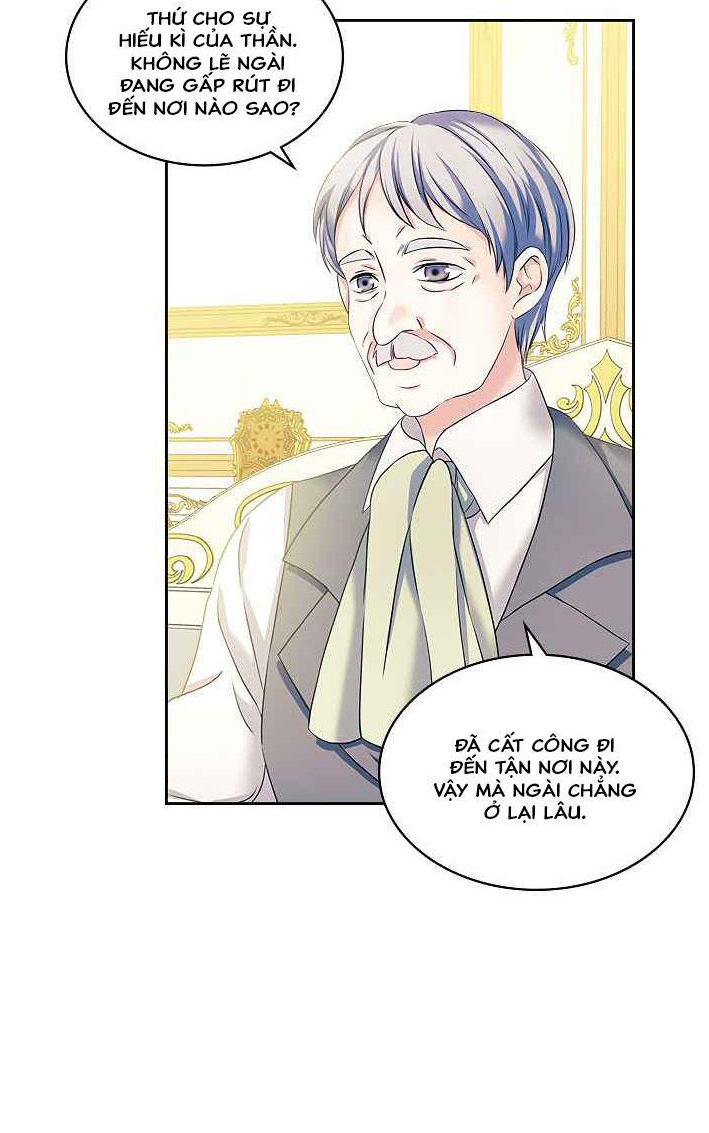 THỨ CHO SỰ
HIẾU KÌ CỦA THẦN.
KHÔNG LẼ NGÀI
ĐANG GẤP RÚT ĐI
ĐẾN NƠI NÀO SAO?
ĐÃ CẤT CÔNG ĐI
ĐẾN TẬN NƠI NÀY.
VẬY MÀ NGÀI CHẲNG
Ở LẠI LÂU.